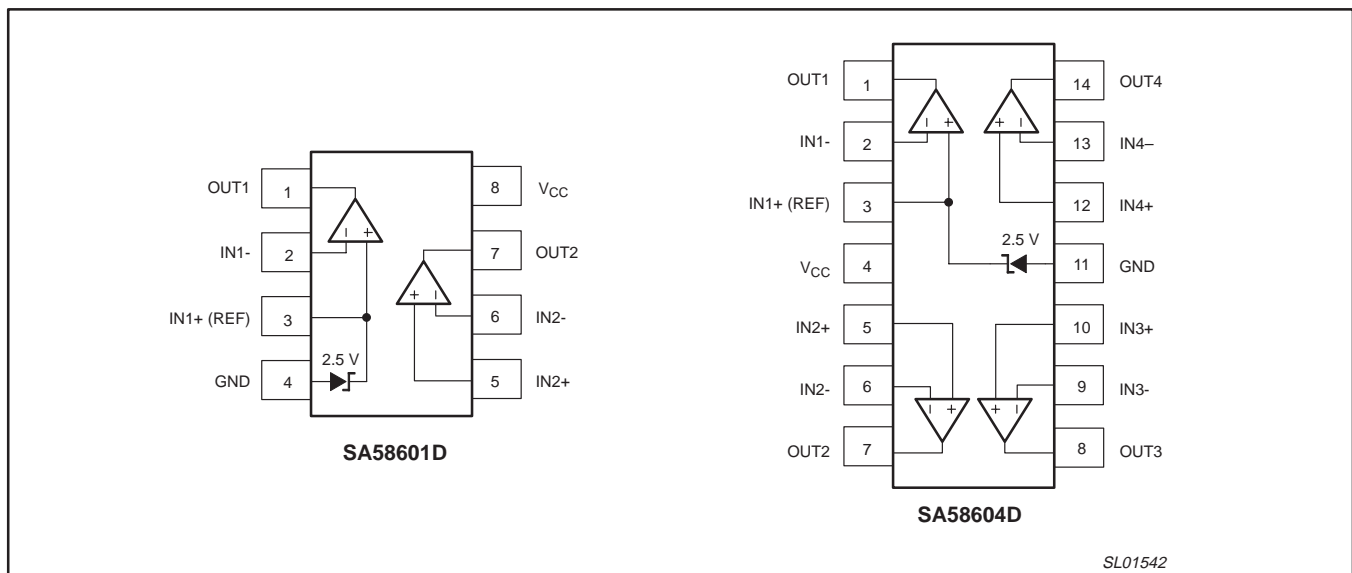 OUT1 1
IN1- 2
IN1+ (REF) 3
GND 4
2.5 V
8 VCC
7 OUT2
6 IN2-
5 IN2+
– +
+ –
SA58601D
OUT1 1
IN1- 2
IN1+ (REF) 3
VCC 4
IN2+ 5
IN2- 6
OUT2 7
14 OUT4
13 IN4–
12 IN4+
2.5 V
11 GND
10 IN3+
9 IN3-
8 OUT3
– +
+ –
– +
+ –
SA58604D
SL01542